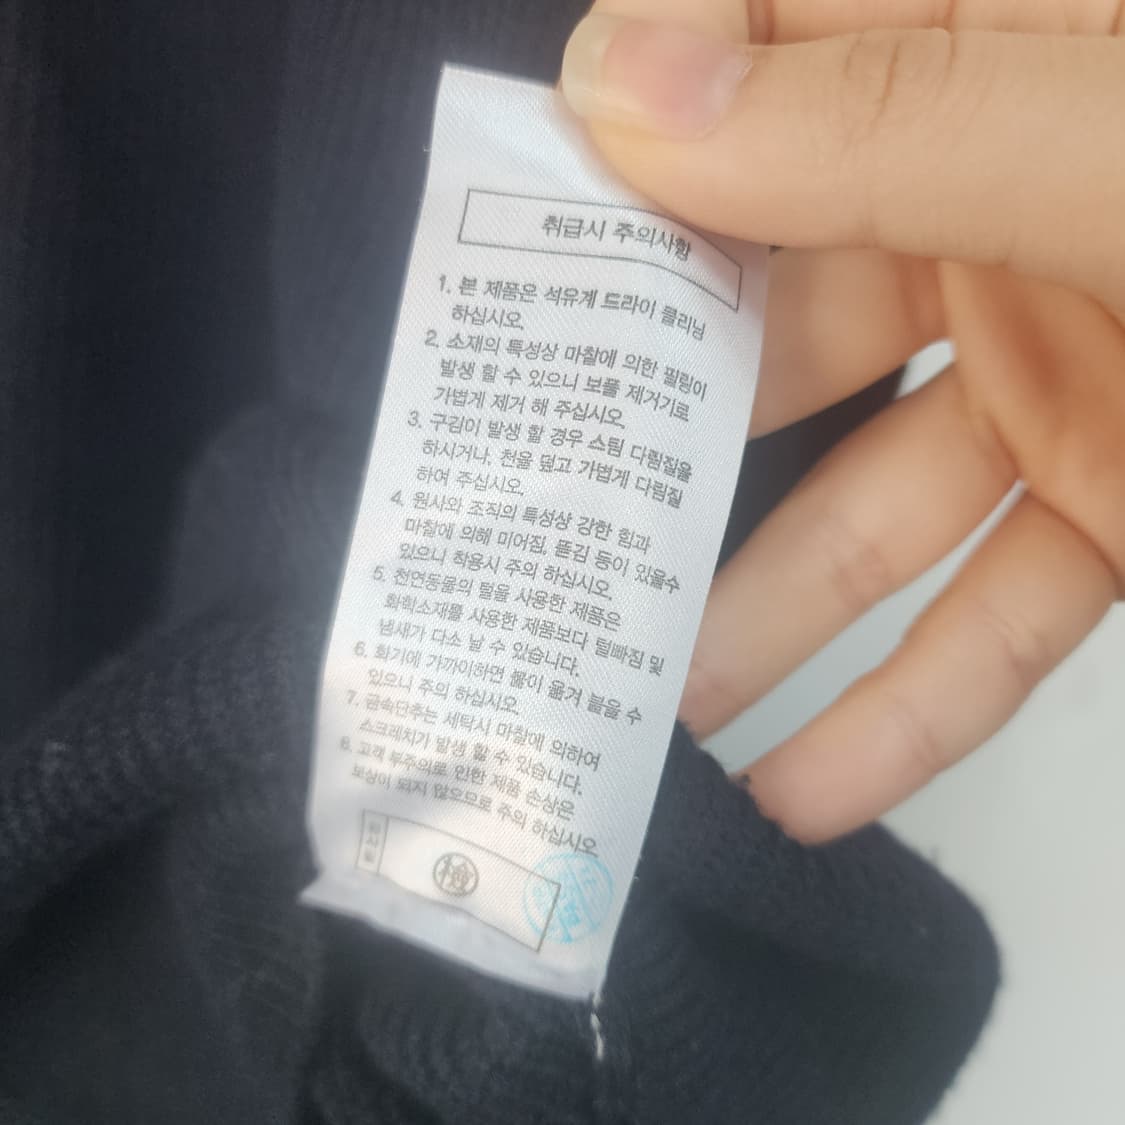 취급시 주의사항
1. 본 제품은 석유계 드라이 클리닝
하십시오.
2. 소재의 특성상 마찰에 의한 필링이
발생 할 수 있으니 보풀 제거기로
가볍게 제거 해 주십시오.
3. 구김이 발생 할 경우 스팀 다림질을
하시거나, 천을 덮고 가볍게 다림질
하여 주십시오.
4. 원사와 조직의 특성상 강한 힘과
마찰에 의해 미어짐, 뜯김 등이 있을수
있으니 착용시 주의 하십시오.
5. 천연동물의 털을 사용한 제품은
화학소재를 사용한 제품보다 털빠짐 및
냄새가 다소 날 수 있습니다.
6. 화기에 가까이하면 불이 옮겨 붙을 수
있으니 주의 하십시오.
7. 금속단추는 세탁시 마찰에 의하여
스크레치가 발생 할 수 있습니다.
8. 고객 부주의로 인한 제품 손상은
보상이 되지 않으므로 주의 하십시오
檢